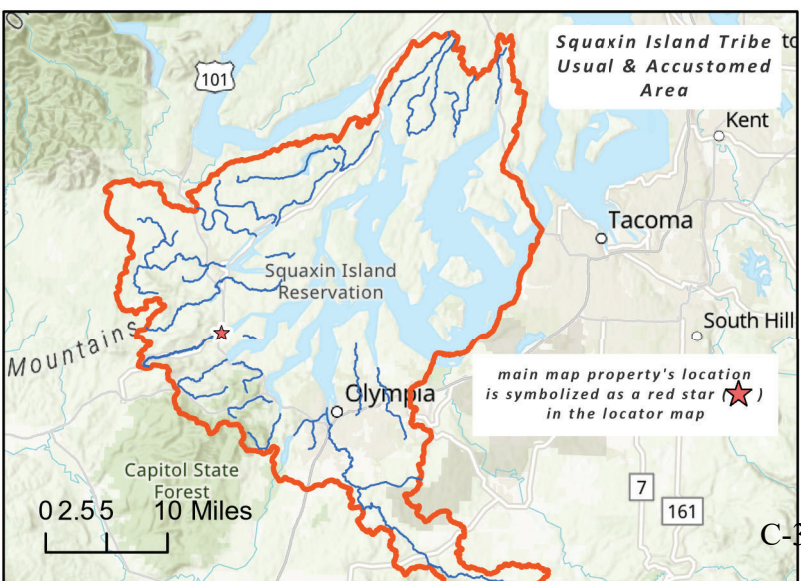 Squaxin Island Tribe
Usual & Accustomed
Area
101
Kent
Tacoma
Squaxin Island
Reservation
South Hill
Mountains
main map property's location
is symbolized as a red star ( )
in the locator map
Olympia
Capitol State
Forest
7
161
0 2.5 5 10 Miles